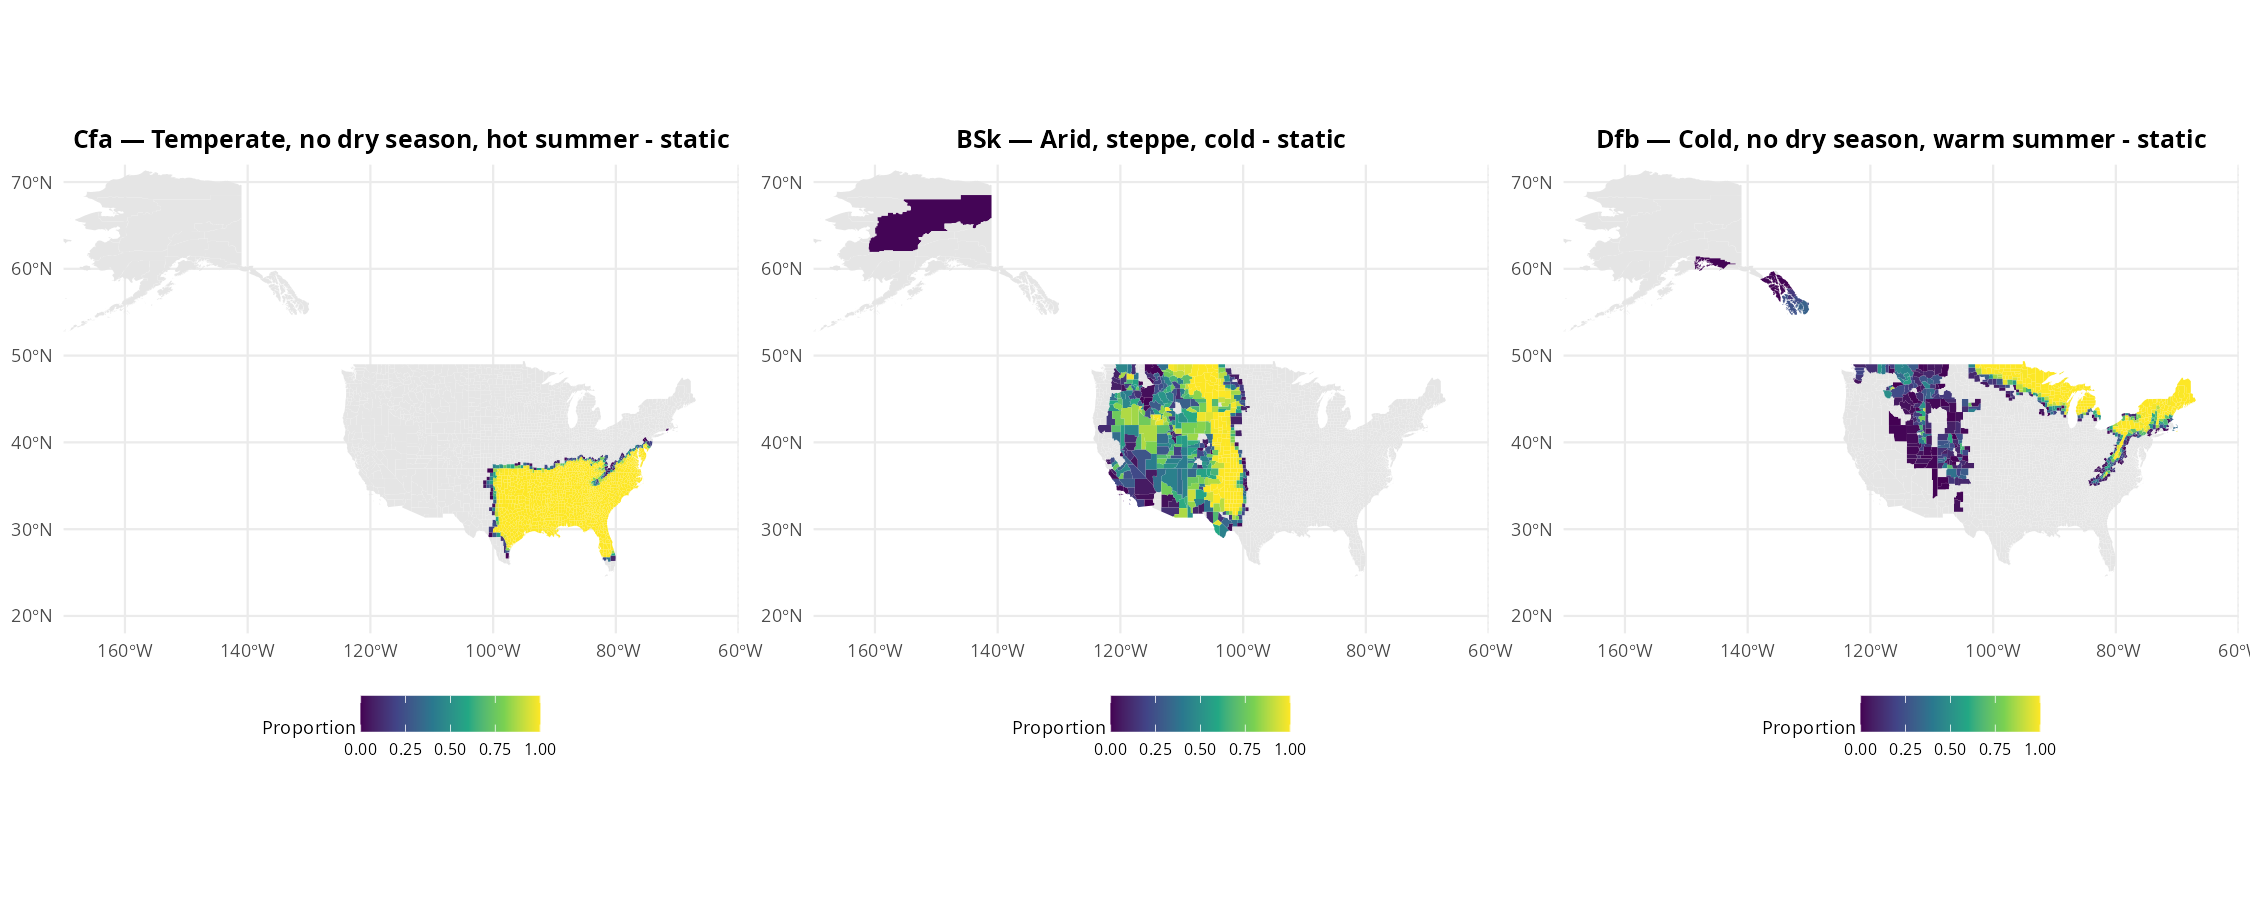 Cfa — Temperate, no dry season, hot summer - static
70°N
60°N
50°N
40°N
30°N
20°N
160°W 140°W 120°W 100°W 80°W 60°W
Proportion
0.00 0.25 0.50 0.75 1.00
BSk — Arid, steppe, cold - static
70°N
60°N
50°N
40°N
30°N
20°N
160°W 140°W 120°W 100°W 80°W 60°W
Proportion
0.00 0.25 0.50 0.75 1.00
Dfb — Cold, no dry season, warm summer - static
70°N
60°N
50°N
40°N
30°N
20°N
160°W 140°W 120°W 100°W 80°W 60°
Proportion
0.00 0.25 0.50 0.75 1.00